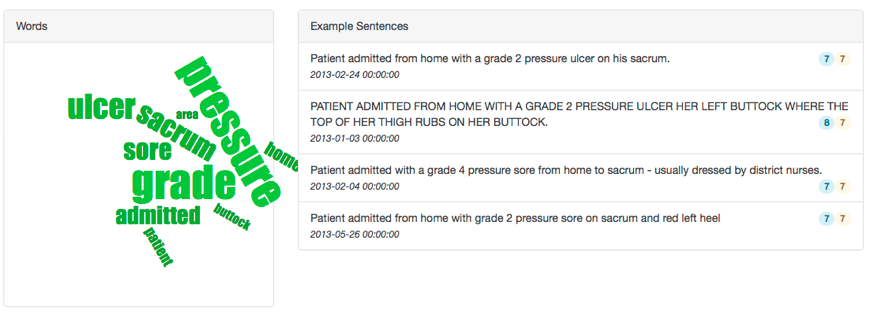 Words
pressure
ulcer
sacrum
area
sore
home
grade
admitted
buttock
patient
Example Sentences
Patient admitted from home with a grade 2 pressure ulcer on his sacrum.
7 7
2013-02-24 00:00:00
PATIENT ADMITTED FROM HOME WITH A GRADE 2 PRESSURE ULCER HER LEFT BUTTOCK WHERE THE
TOP OF HER THIGH RUBS ON HER BUTTOCK.
8 7
2013-01-03 00:00:00
Patient admitted with a grade 4 pressure sore from home to sacrum - usually dressed by district nurses.
2013-02-04 00:00:00
7 7
Patient admitted from home with grade 2 pressure sore on sacrum and red left heel
7 7
2013-05-26 00:00:00